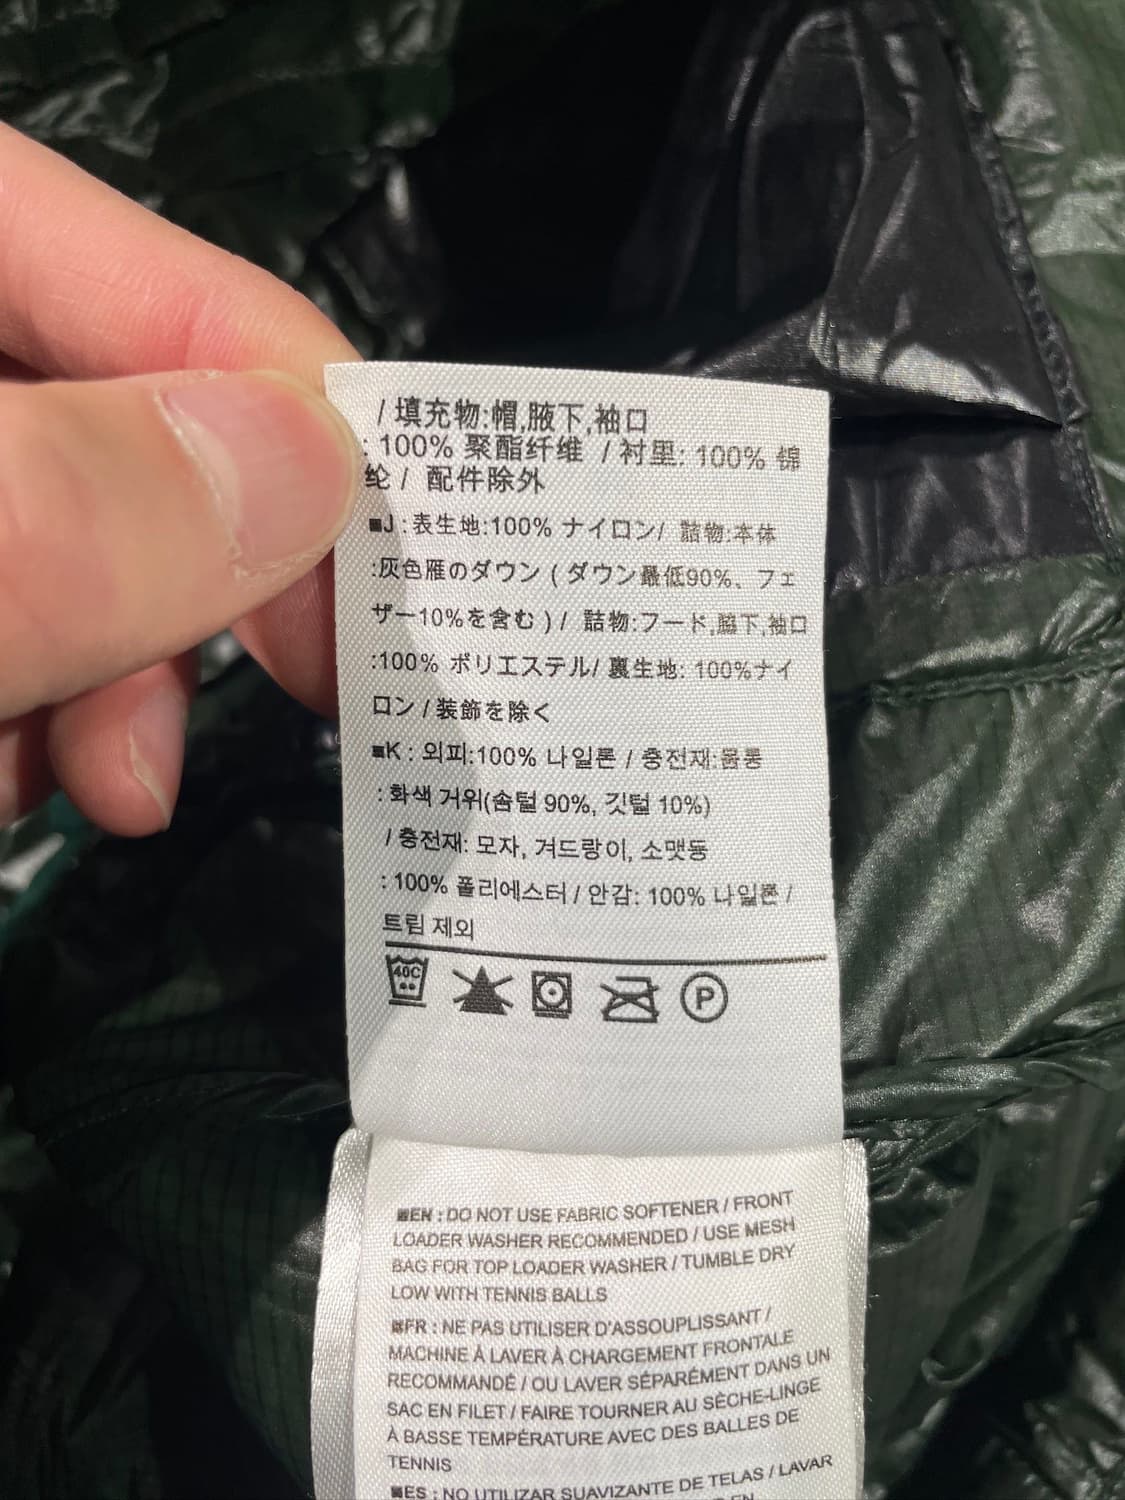 / 填充物:帽,腋下,袖口
: 100% 聚酯纤维 / 衬里: 100% 锦
纶 / 配件除外
■J : 表生地:100% ナイロン/ 詰物:本体
:灰色雁のダウン ( ダウン最低90%、フェ
ザー10%を含む ) / 詰物:フード,脇下,袖口
:100% ポリエステル/ 裏生地: 100%ナイ
ロン / 装飾を除く
■K : 외피:100% 나일론 / 충전재:몸통
: 회색 거위(솜털 90%, 깃털 10%)
/ 충전재: 모자, 겨드랑이, 소맷동
: 100% 폴리에스터 / 안감: 100% 나일론 /
트림 제외
40C
P
■EN : DO NOT USE FABRIC SOFTENER / FRONT
LOADER WASHER RECOMMENDED / USE MESH
BAG FOR TOP LOADER WASHER / TUMBLE DRY
LOW WITH TENNIS BALLS
■FR : NE PAS UTILISER D'ASSOUPLISSANT /
MACHINE À LAVER À CHARGEMENT FRONTALE
RECOMMANDÉ / OU LAVER SÉPARÉMENT DANS UN
SAC EN FILET / FAIRE TOURNER AU SÈCHE-LINGE
À BASSE TEMPÉRATURE AVEC DES BALLES DE
TENNIS
■ES : NO UTILIZAR SUAVIZANTE DE TELAS / LAVAR